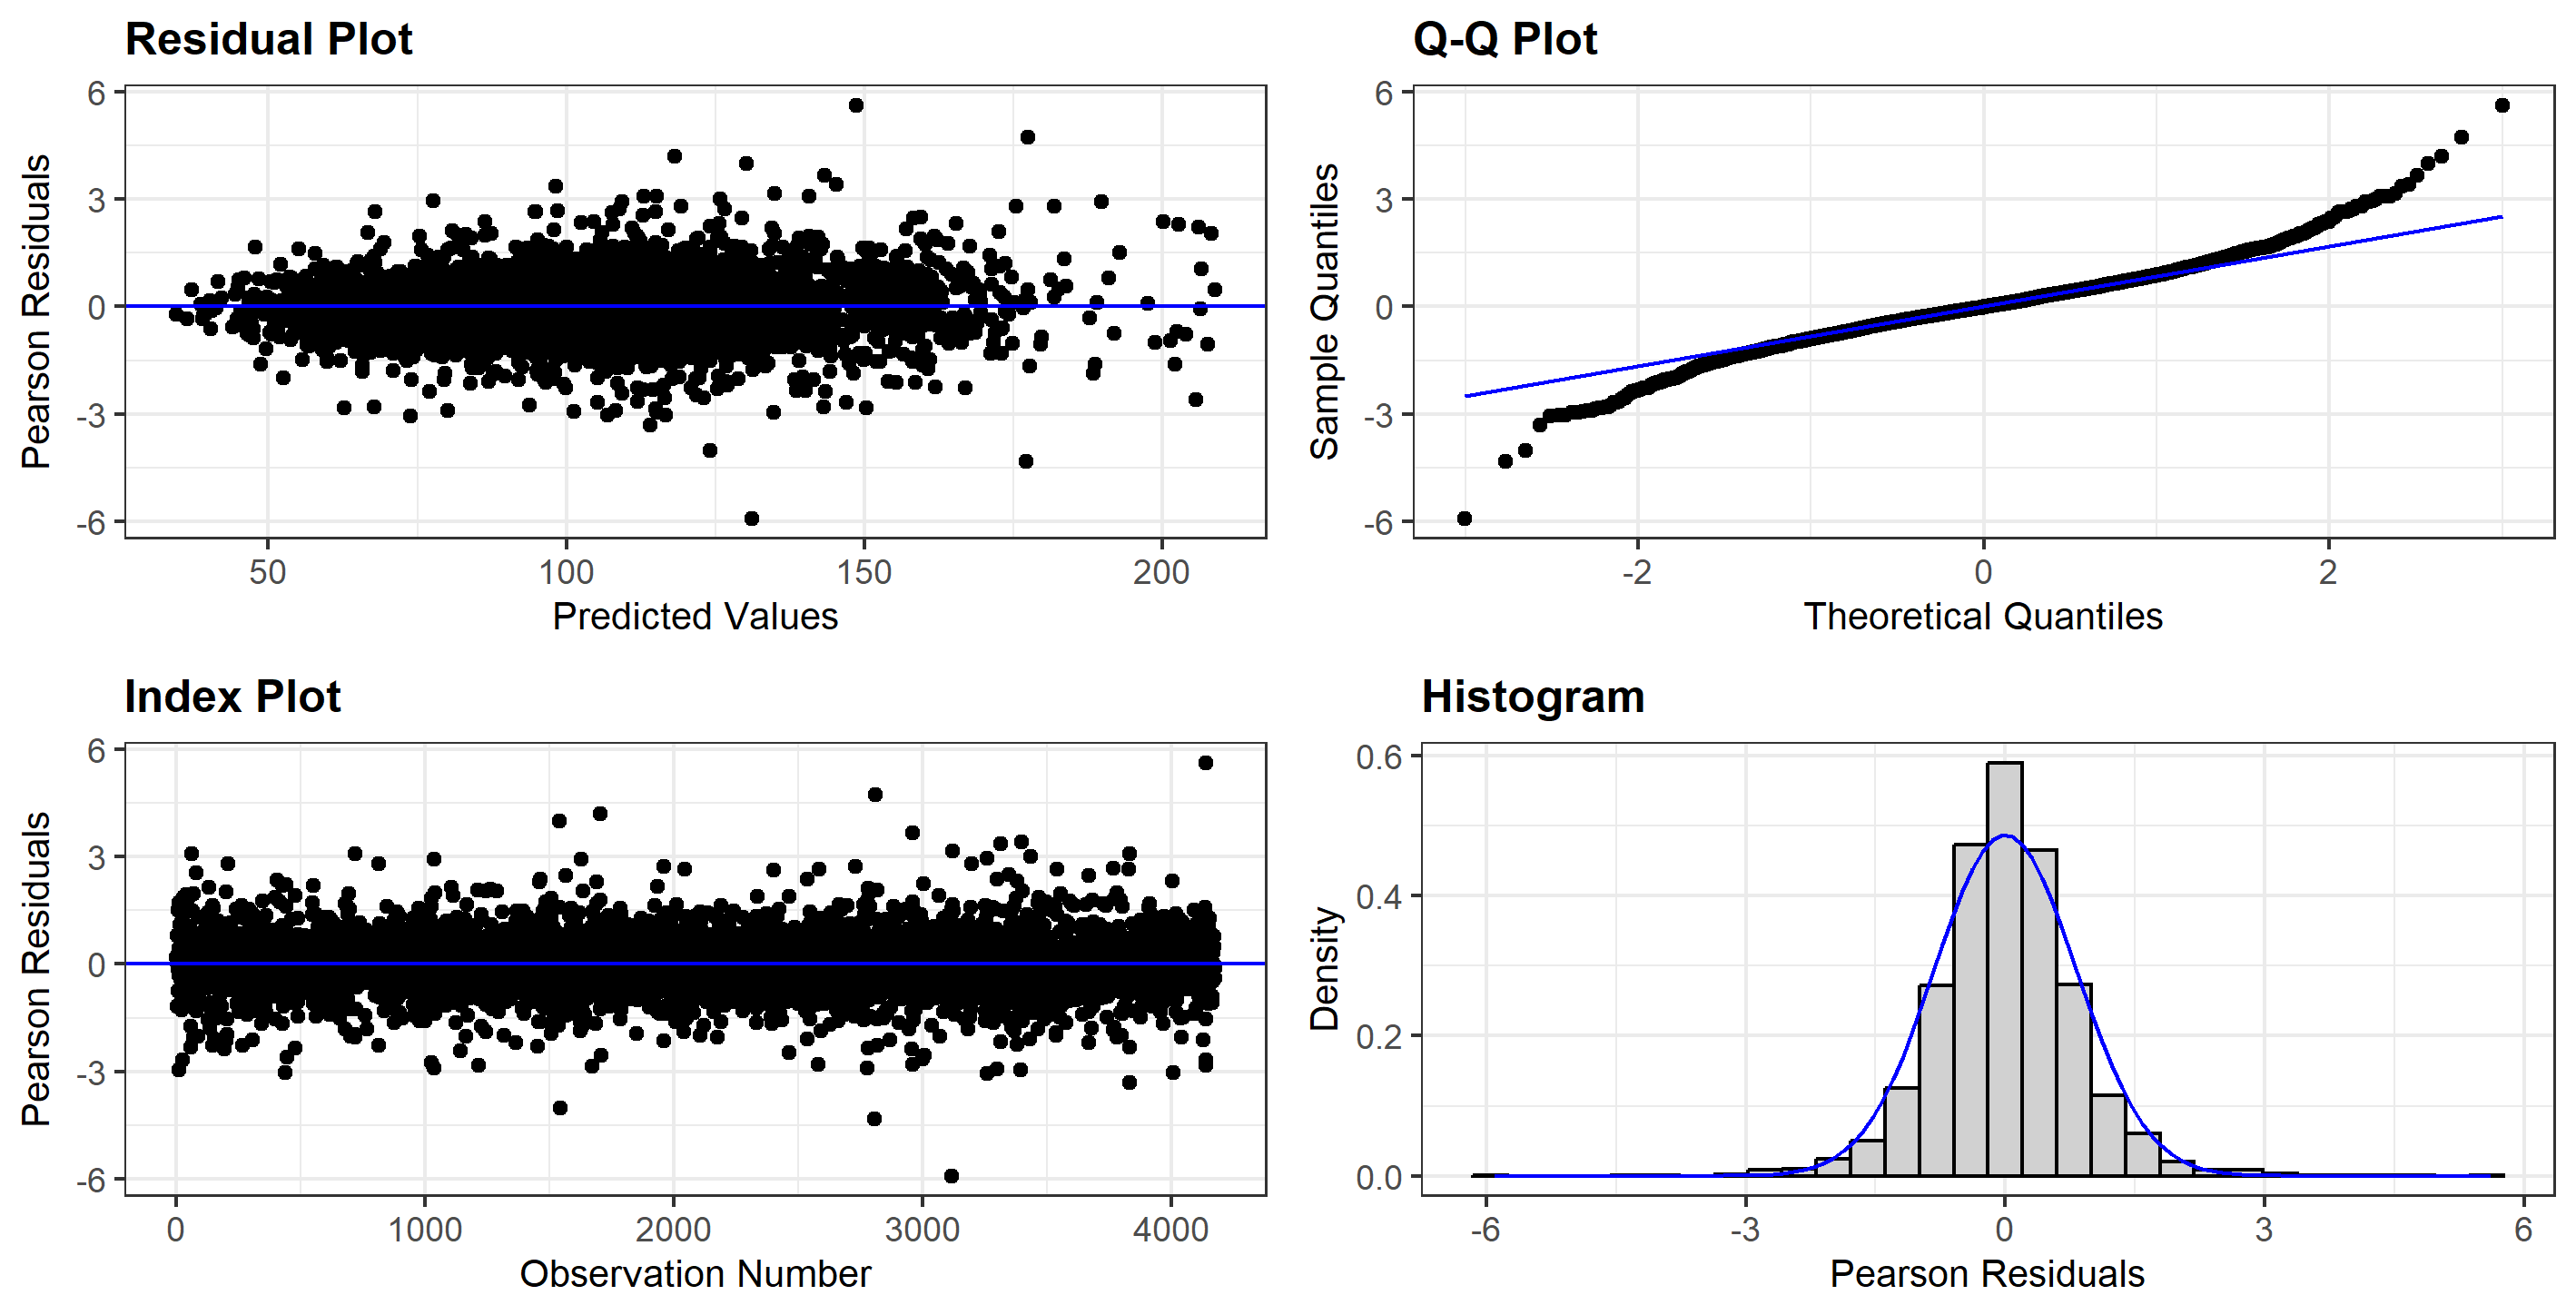 Residual Plot
Pearson Residuals
6
3
0
-3
-6
50 100 150 200
Predicted Values
Q-Q Plot
Sample Quantiles
6
3
0
-3
-6
-2 0 2
Theoretical Quantiles
Index Plot
Pearson Residuals
6
3
0
-3
-6
0 1000 2000 3000 4000
Observation Number
Histogram
Density
0.6
0.4
0.2
0.0
-6 -3 0 3 6
Pearson Residuals